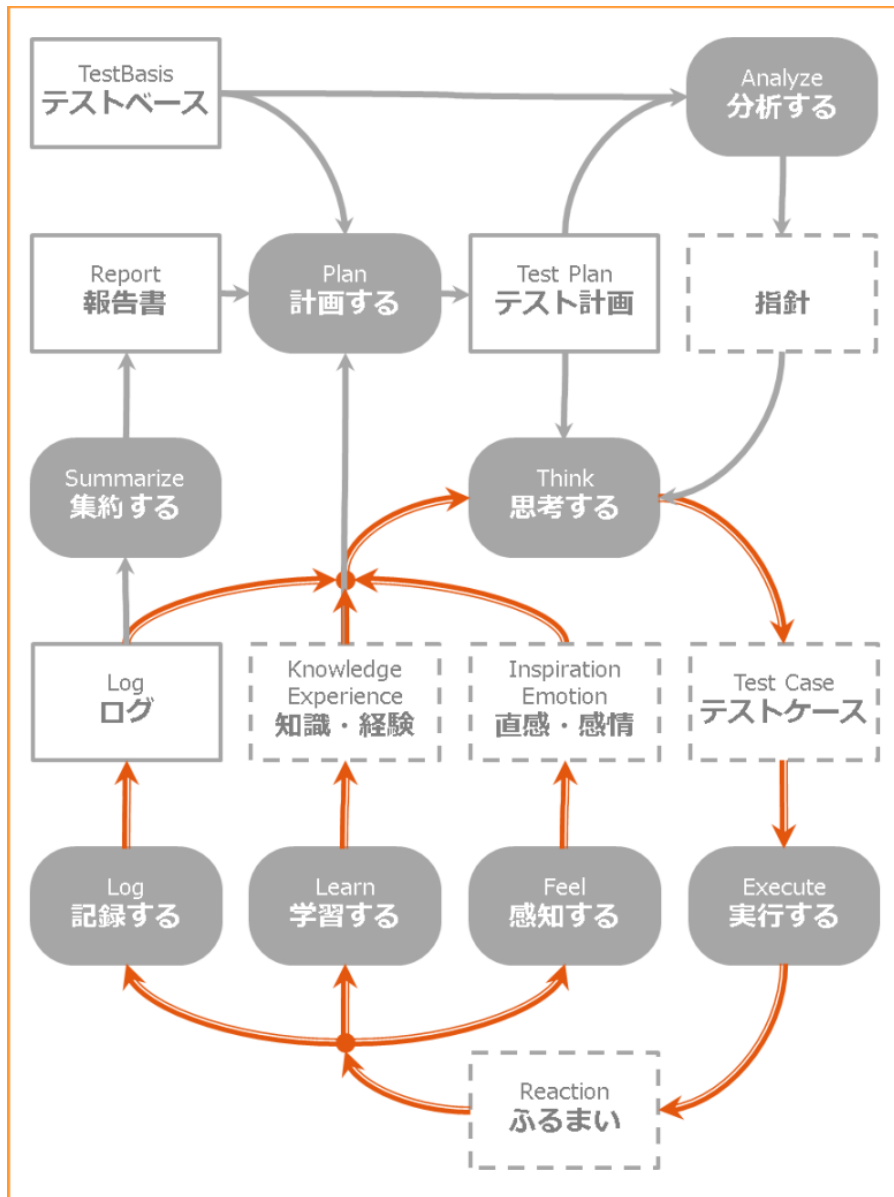 TestBasis
テストベース
Analyze
分析する
Report
報告書
Plan
計画する
Test Plan
テスト計画
指針
Summarize
集約する
Think
思考する
Log
ログ
Knowledge
Experience
知識・経験
Inspiration
Emotion
直感・感情
Test Case
テストケース
Log
記録する
Learn
学習する
Feel
感知する
Execute
実行する
Reaction
ふるまい